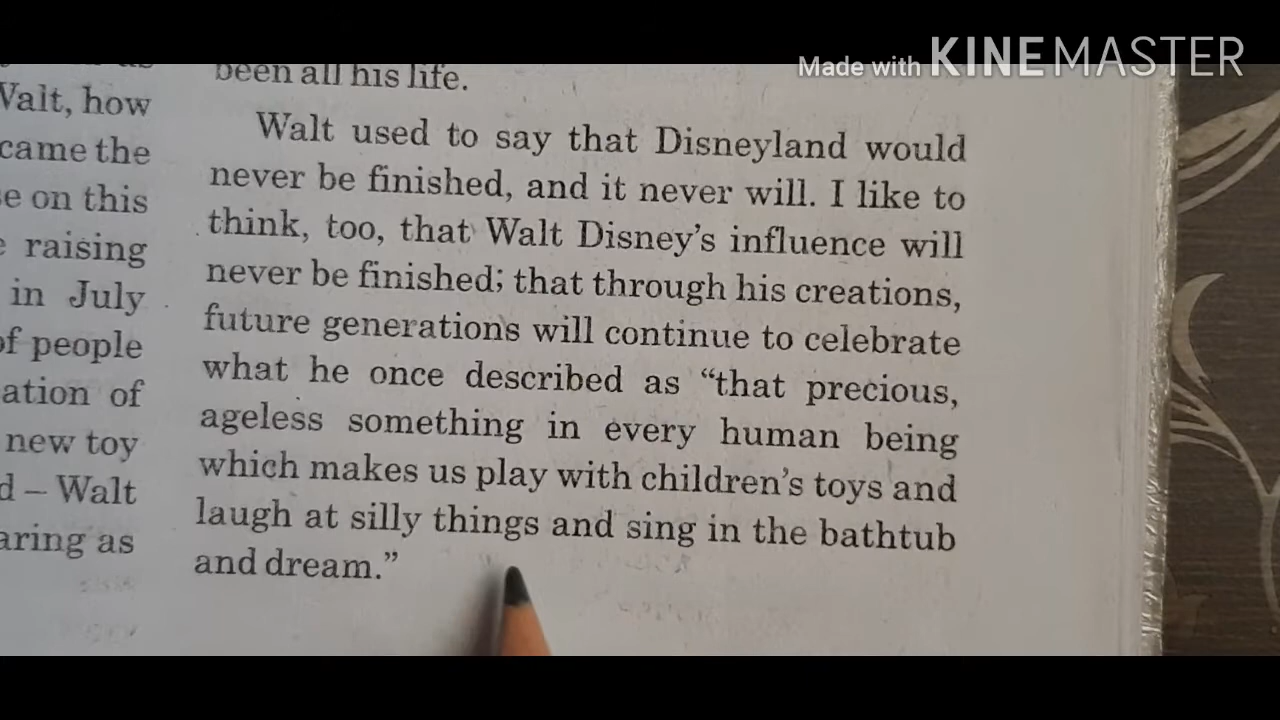 Made with KINEMASTER
Walt, how
came the
e on this
raising
in July
of people
ation of
new toy
d – Walt
aring as
been all his life.
Walt used to say that Disneyland would
never be finished, and it never will. I like to
think, too, that Walt Disney’s influence will
never be finished; that through his creations,
future generations will continue to celebrate
what he once described as “that precious,
ageless something in every human being
which makes us play with children’s toys and
laugh at silly things and sing in the bathtub
and dream.”